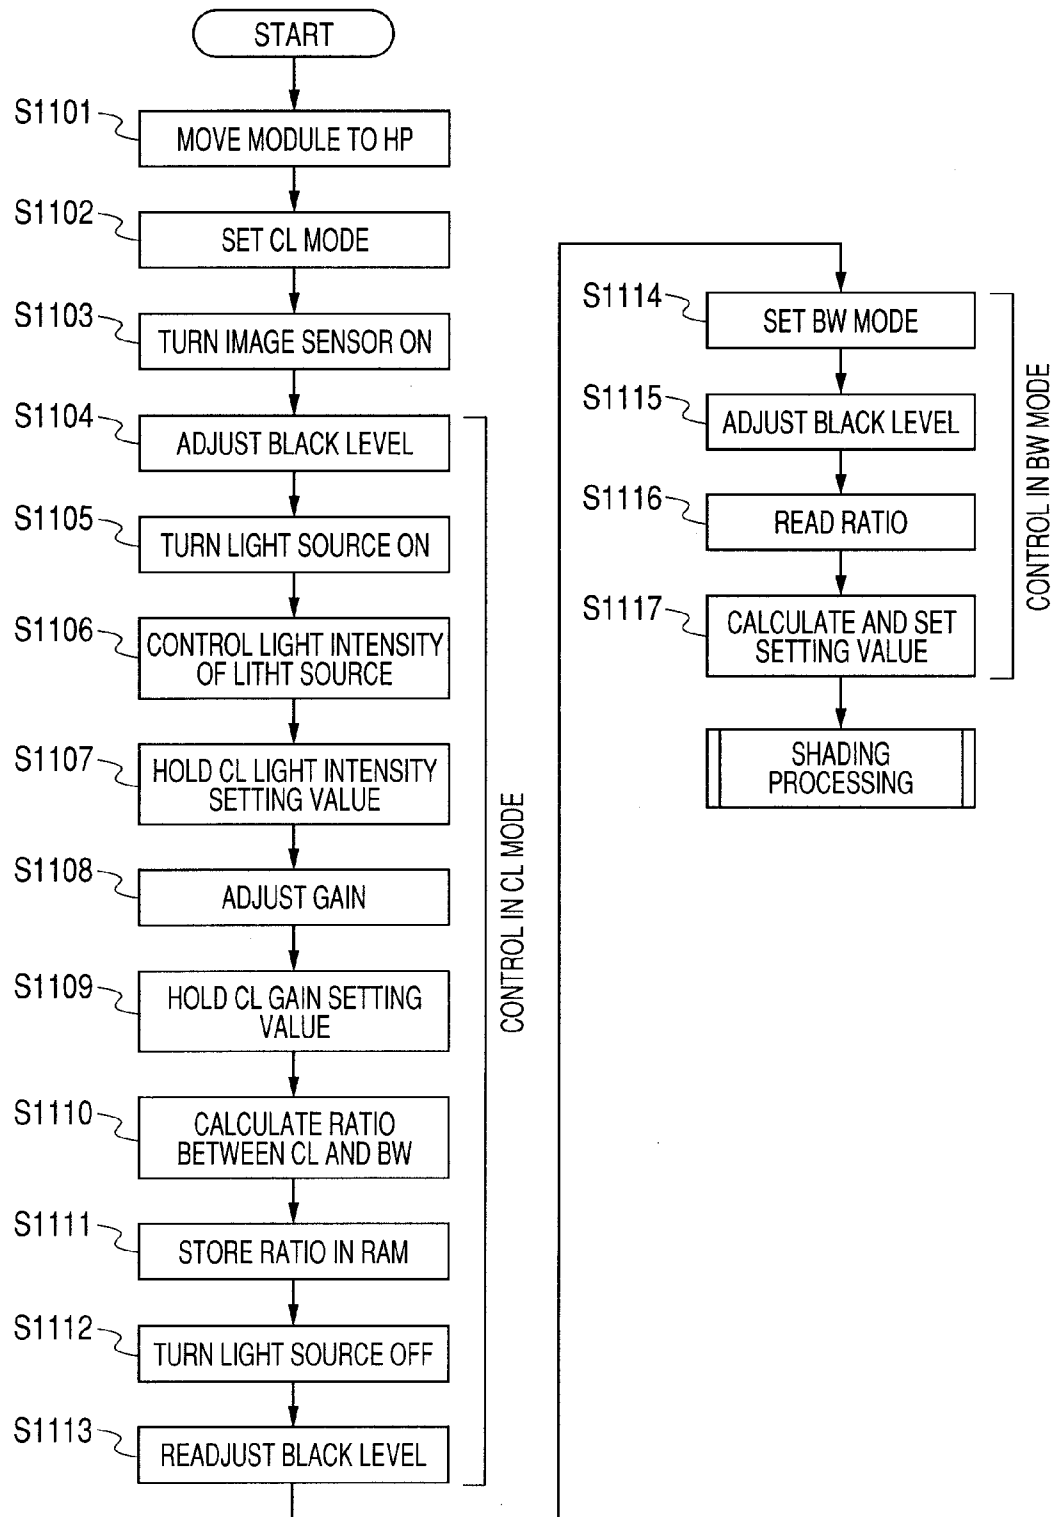 START
S1101
MOVE MODULE TO HP
S1102
SET CL MODE
S1103
TURN IMAGE SENSOR ON
S1104
ADJUST BLACK LEVEL
S1105
TURN LIGHT SOURCE ON
S1106
CONTROL LIGHT INTENSITY
OF LITHT SOURCE
S1107
HOLD CL LIGHT INTENSITY
SETTING VALUE
S1108
ADJUST GAIN
S1109
HOLD CL GAIN SETTING
VALUE
S1110
CALCULATE RATIO
BETWEEN CL AND BW
S1111
STORE RATIO IN RAM
S1112
TURN LIGHT SOURCE OFF
S1113
READJUST BLACK LEVEL
CONTROL IN CL MODE
S1114
SET BW MODE
S1115
ADJUST BLACK LEVEL
S1116
READ RATIO
S1117
CALCULATE AND SET
SETTING VALUE
CONTROL IN BW MODE
SHADING
PROCESSING